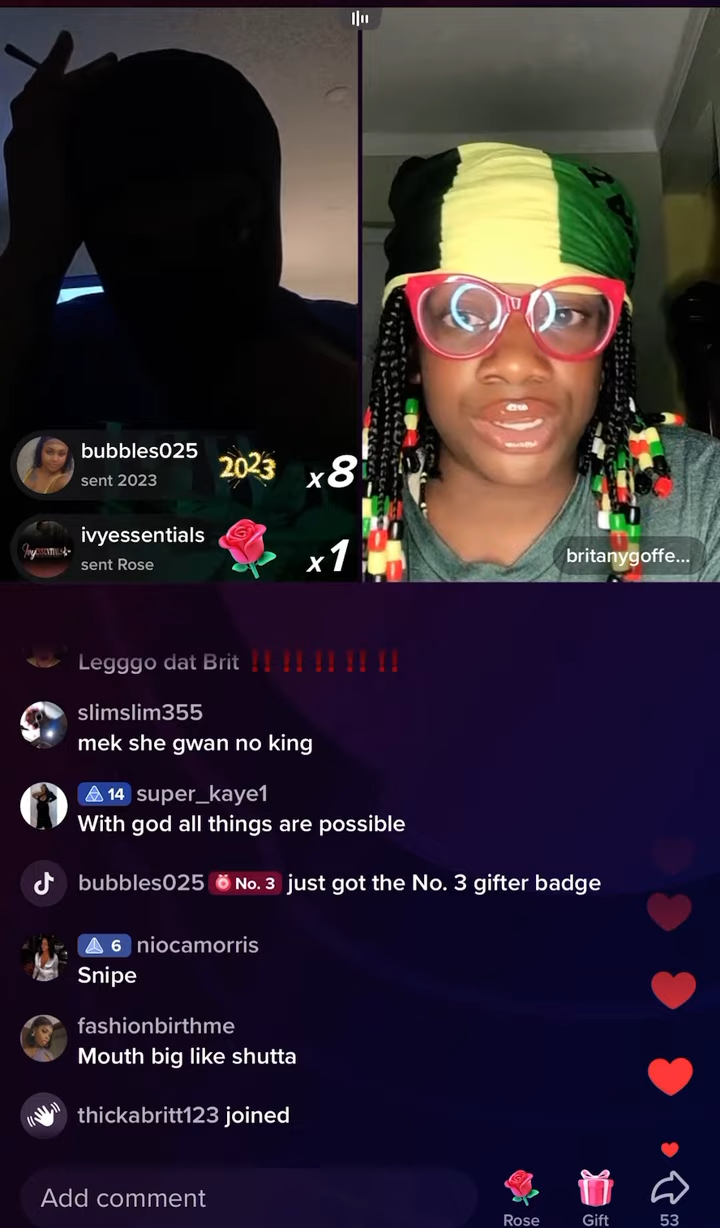 bubbles025
sent 2023
2023
x8
ivyessentials
sent Rose
x1
britanygoffe...
Legggo dat Brit ‼️‼️‼️‼️‼️
slimslim355
mek she gwan no king
14 super_kaye1
With god all things are possible
bubbles025 No. 3 just got the No. 3 gifter badge
6 niocamorris
Snipe
fashionbirthme
Mouth big like shutta
thickabritt123 joined
Add comment
Rose
Gift
53